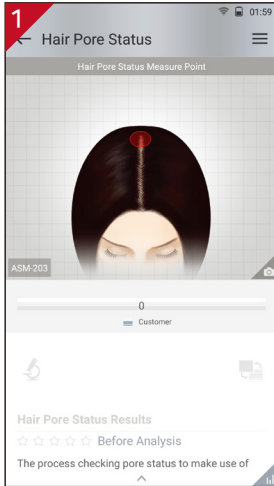 1
01:59
Hair Pore Status
Hair Pore Status Measure Point
ASM-203
0
Customer
Hair Pore Status Results
Before Analysis
The process checking pore status to make use of